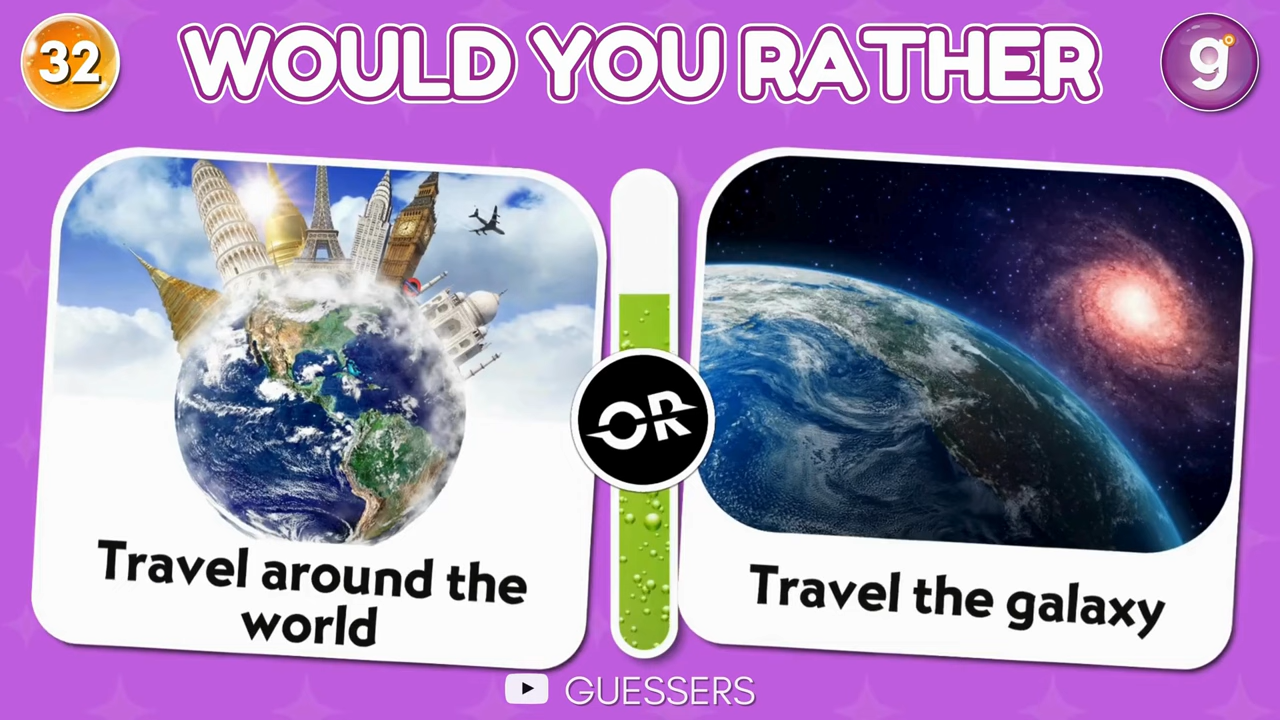 32
WOULD YOU RATHER
g
Travel around the
world
OR
Travel the galaxy
GUESSERS